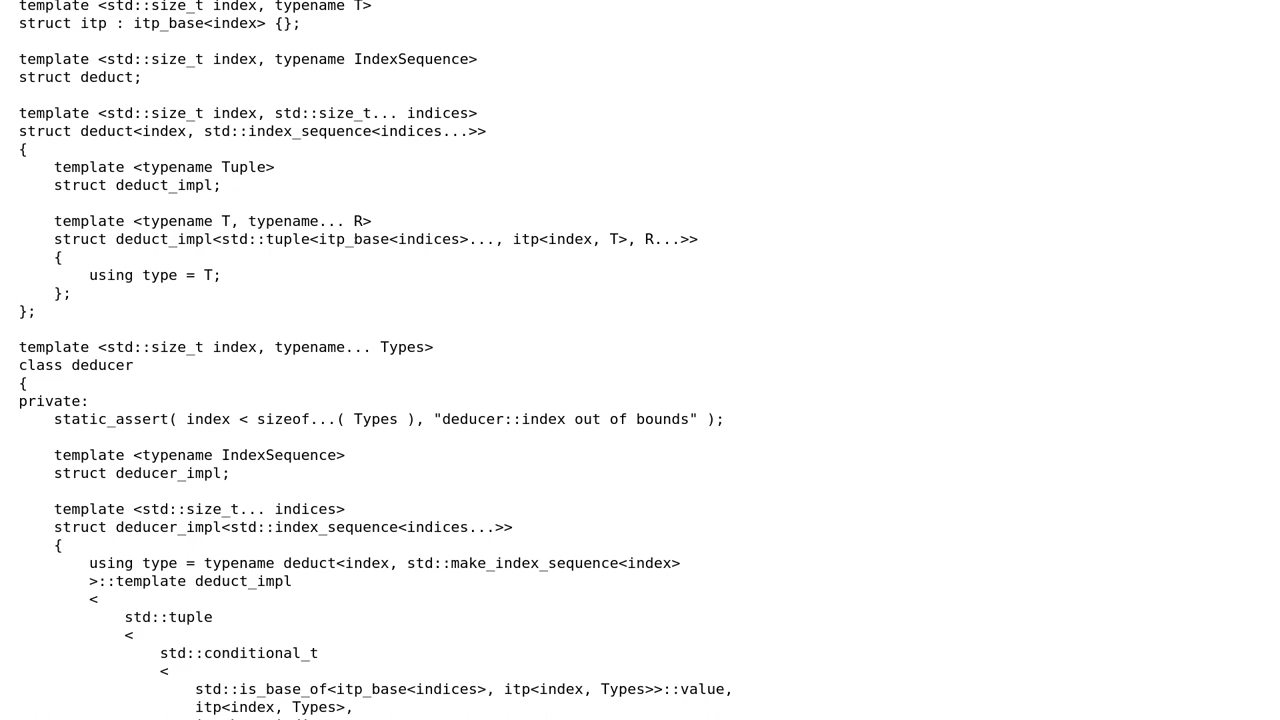 template <std::size_t index, typename T>
struct itp : itp_base<index> {};

template <std::size_t index, typename IndexSequence>
struct deduct;

template <std::size_t index, std::size_t... indices>
struct deduct<index, std::index_sequence<indices...>>
{
    template <typename Tuple>
    struct deduct_impl;

    template <typename T, typename... R>
    struct deduct_impl<std::tuple<itp_base<indices>..., itp<index, T>, R...>>
    {
        using type = T;
    };
};

template <std::size_t index, typename... Types>
class deducer
{
private:
    static_assert( index < sizeof...( Types ), "deducer::index out of bounds" );

    template <typename IndexSequence>
    struct deducer_impl;

    template <std::size_t... indices>
    struct deducer_impl<std::index_sequence<indices...>>
    {
        using type = typename deduct<index, std::make_index_sequence<index>
        >::template deduct_impl
        <
            std::tuple
            <
                std::conditional_t
                <
                    std::is_base_of<itp_base<indices>, itp<index, Types>>::value,
                    itp<index, Types>,